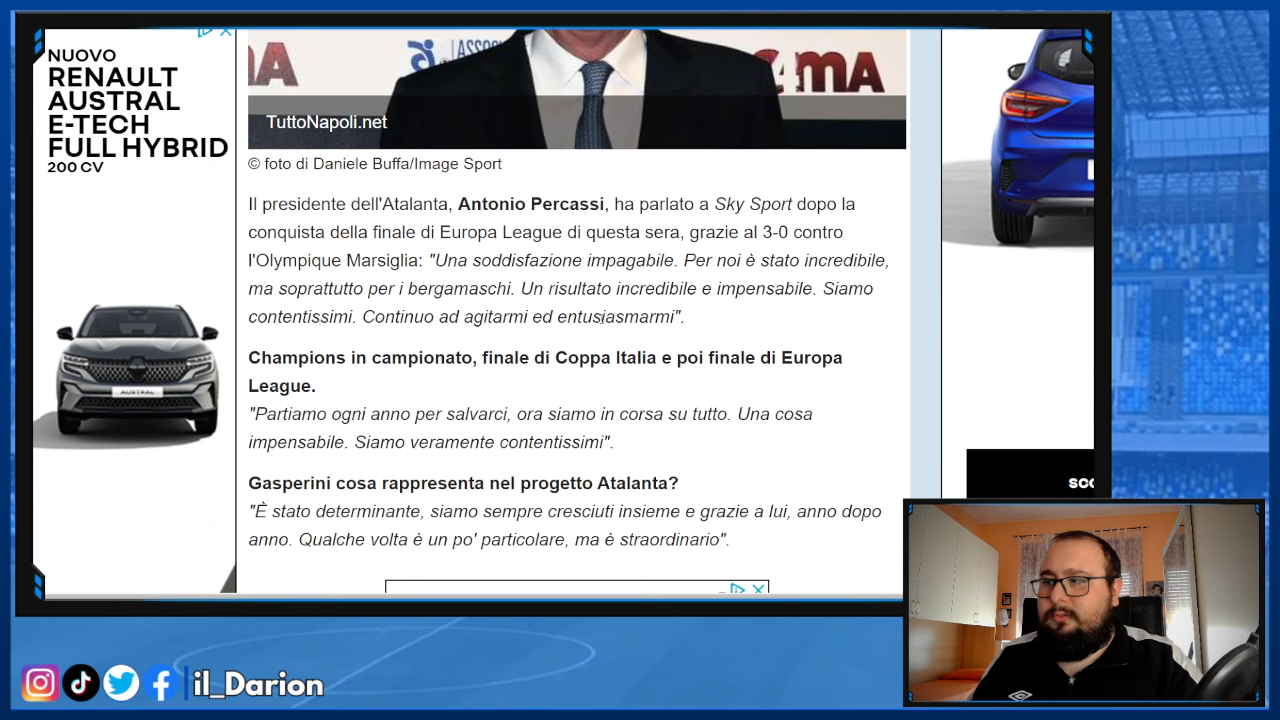 NUOVO
RENAULT
AUSTRAL
E-TECH
FULL HYBRID
200 CV
AUSTRAL
ASSOC
MA
TuttoNapoli.net
© foto di Daniele Buffa/Image Sport
Il presidente dell'Atalanta, Antonio Percassi, ha parlato a Sky Sport dopo la
conquista della finale di Europa League di questa sera, grazie al 3-0 contro
l'Olympique Marsiglia: "Una soddisfazione impagabile. Per noi è stato incredibile,
ma soprattutto per i bergamaschi. Un risultato incredibile e impensabile. Siamo
contentissimi. Continuo ad agitarmi ed entusiasmarmi".
Champions in campionato, finale di Coppa Italia e poi finale di Europa
League.
"Partiamo ogni anno per salvarci, ora siamo in corsa su tutto. Una cosa
impensabile. Siamo veramente contentissimi".
Gasperini cosa rappresenta nel progetto Atalanta?
"È stato determinante, siamo sempre cresciuti insieme e grazie a lui, anno dopo
anno. Qualche volta è un po' particolare, ma è straordinario".
sco
il_Darion